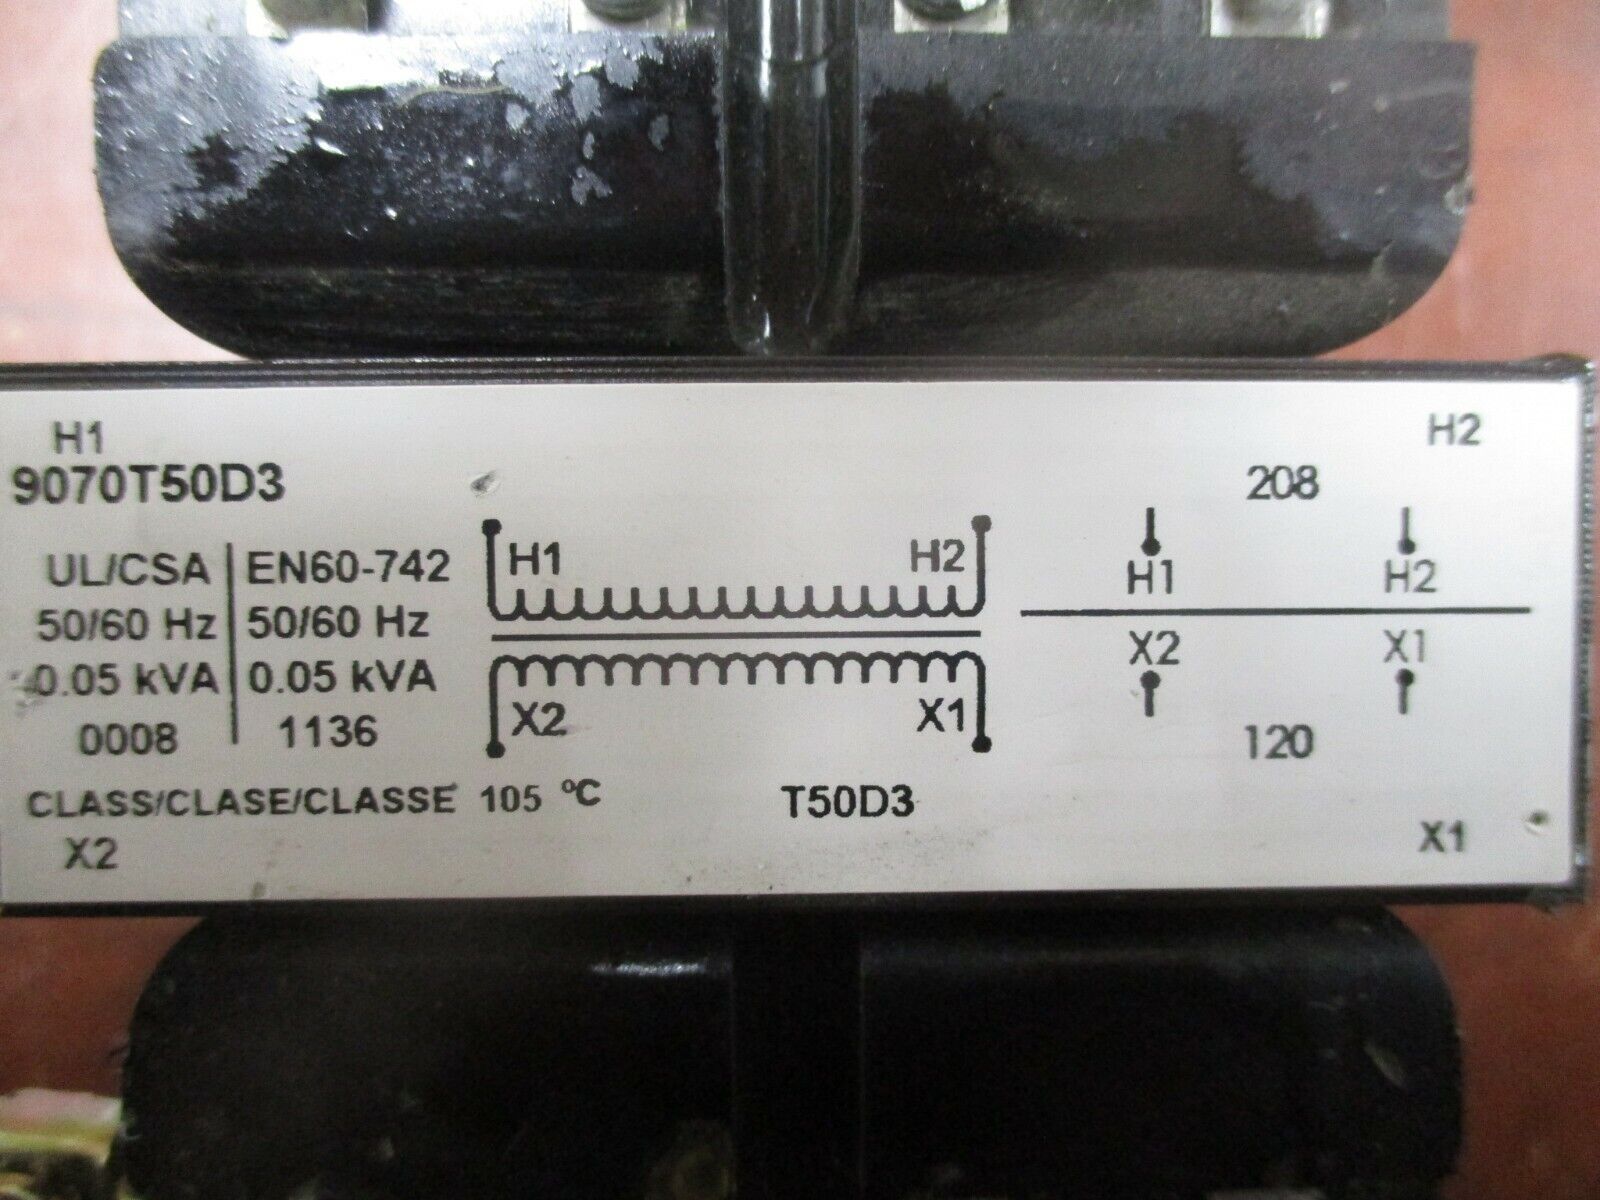 H1 H2
9070T50D3 208
UL/CSA EN60-742 H1 H2 H1 H2
50/60 Hz 50/60 Hz
0.05 kVA 0.05 kVA X2 X1
0008 1136 X2 X1 120
CLASS/CLASE/CLASSE 105 ºC T50D3
X2 X1